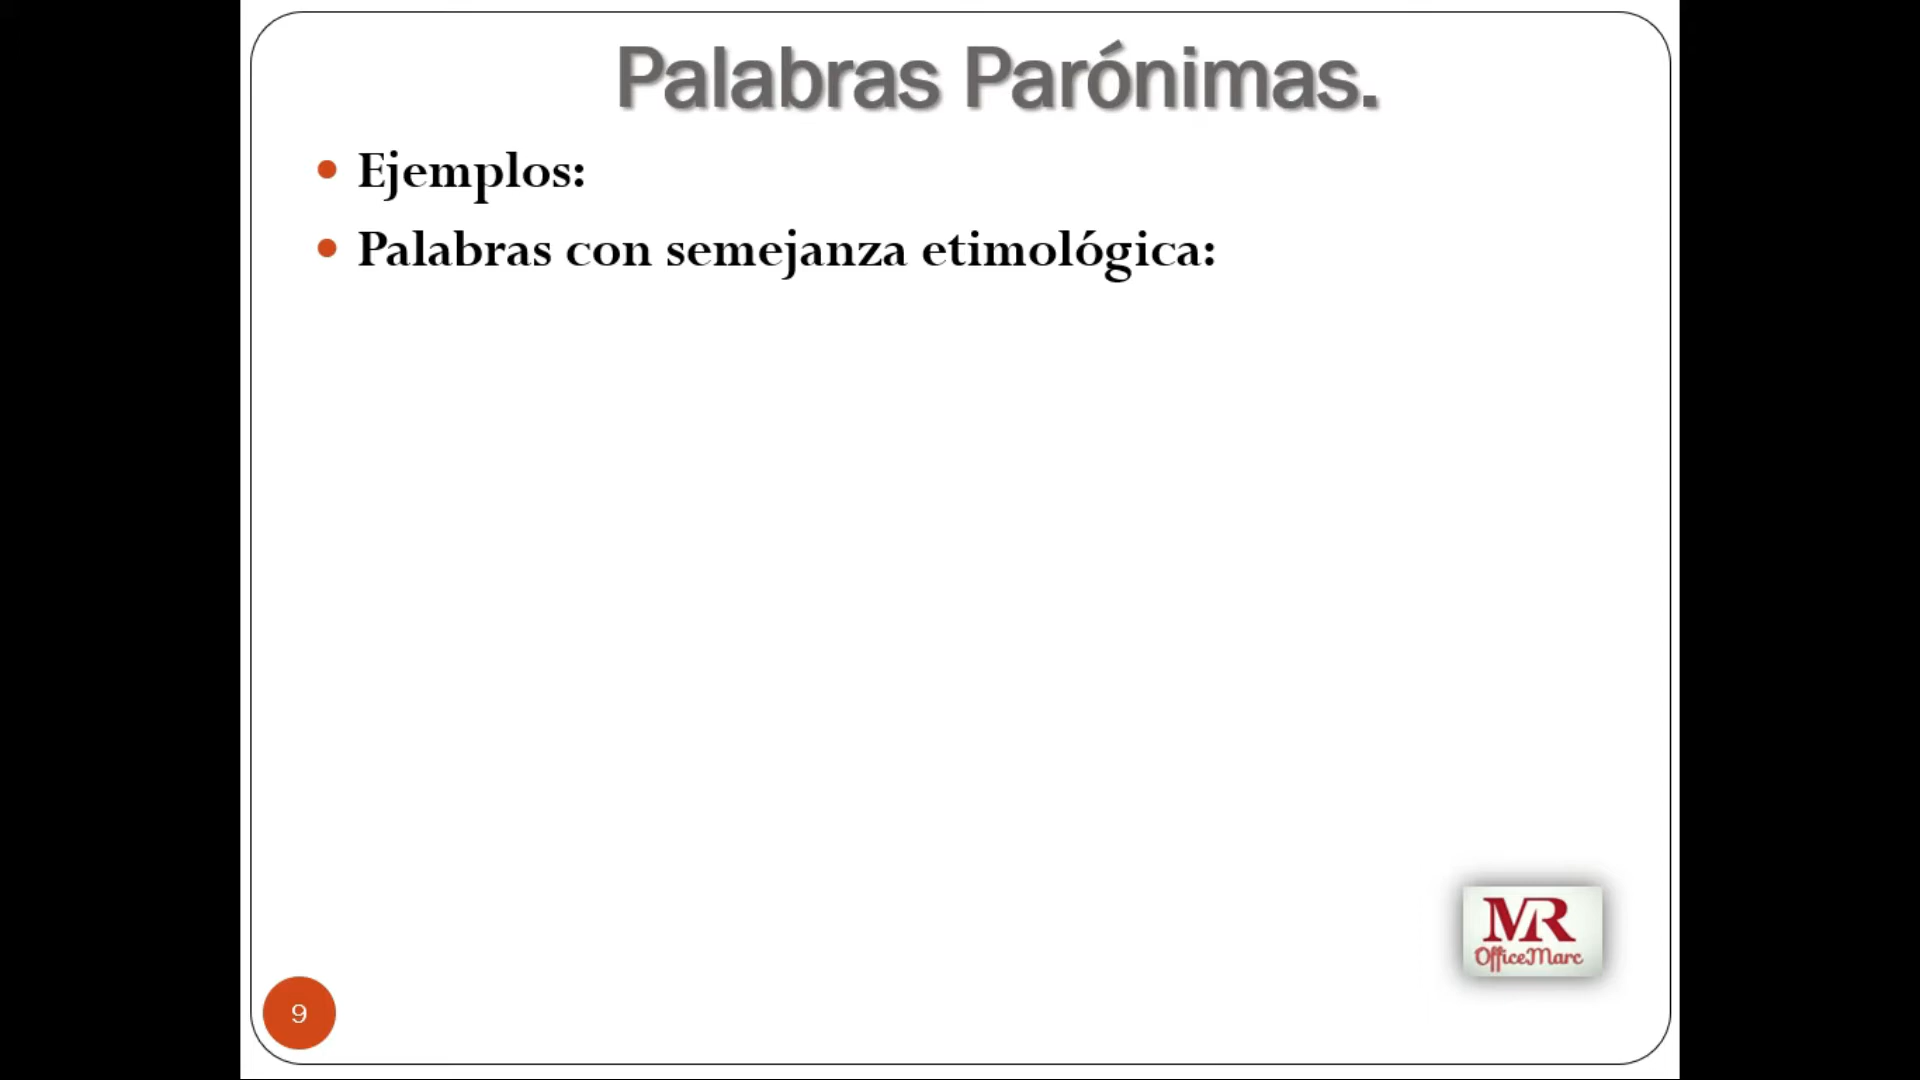 Palabras Parónimas.
Ejemplos:
Palabras con semejanza etimológica:
MR
OfficeMarc
9